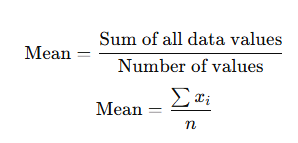 Mean = Sum of all data values / Number of values
Mean = ∑ xᵢ / n